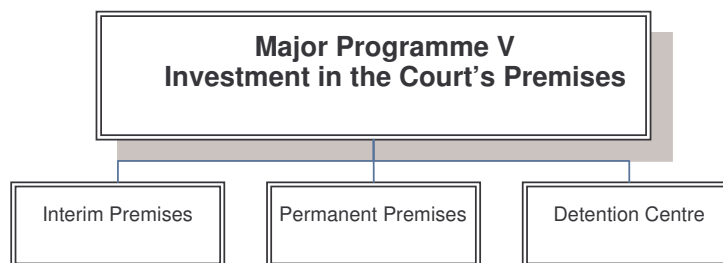 Major Programme V
Investment in the Court's Premises
Interim Premises
Permanent Premises
Detention Centre